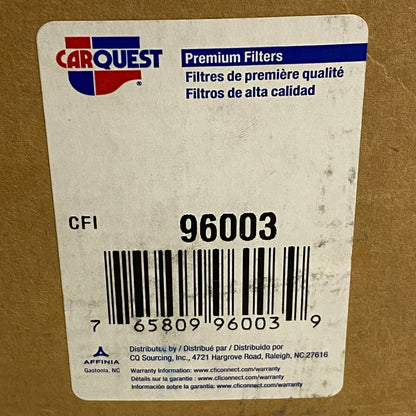 CARQUEST
®
Premium Filters
Filtres de première qualité
Filtros de alta calidad
CFI 96003
7 65809 96003 9
AFFINIA
Gastonia, NC
Distributed by / Distribué par / Distribuido por
CQ Sourcing, Inc., 4721 Hargrove Road, Raleigh, NC 27616
Warranty Information: www.cficonnect.com/warranty
Détails sur la garantie : www.cficonnect.com/warranty
Información sobre la garantía: www.cficonnect.com/warranty